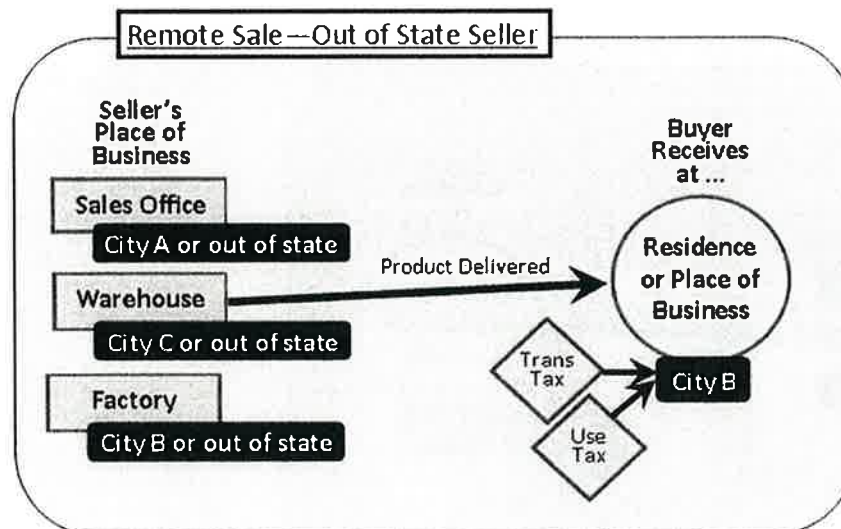 Remote Sale—Out of State Seller
Seller's
Place of
Business
Sales Office
City A or out of state
Warehouse
City C or out of state
Factory
City B or out of state
Product Delivered
Buyer
Receives
at ...
Residence
or Place of
Business
City B
Trans
Tax
Use
Tax